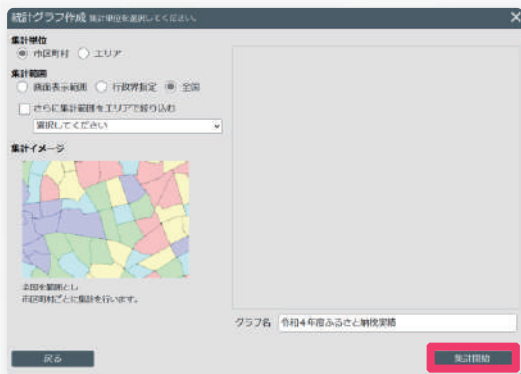 統計グラフ作成 集計単位を選択してください。
集計単位
市区町村 エリア
集計範囲
画面表示範囲 行政界指定 全国
さらに集計範囲をエリアで絞り込む
選択してください
集計イメージ
全国を範囲とし
市区町村ごとに集計を行います。
グラフ名 令和4年度ふるさと納税実績
戻る 集計開始